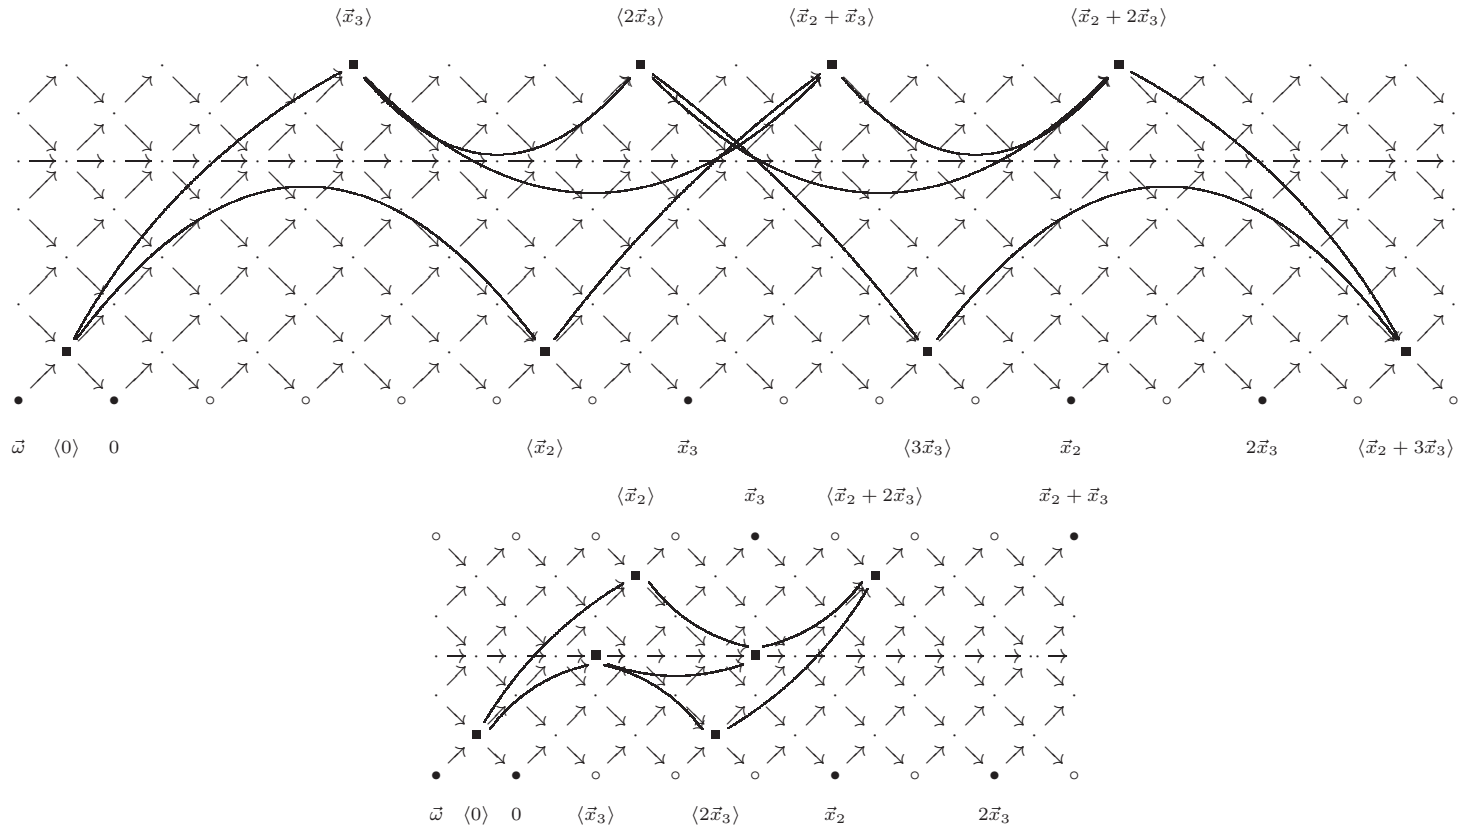 ⟨x⃗₃⟩ ⟨2x⃗₃⟩ ⟨x⃗₂ + x⃗₃⟩ ⟨x⃗₂ + 2x⃗₃⟩
ω⃗ ⟨0⟩ 0 ⟨x⃗₂⟩ x⃗₃ ⟨3x⃗₃⟩ x⃗₂ 2x⃗₃ ⟨x⃗₂ + 3x⃗₃⟩
⟨x⃗₂⟩ x⃗₃ ⟨x⃗₂ + 2x⃗₃⟩ x⃗₂ + x⃗₃
ω⃗ ⟨0⟩ 0 ⟨x⃗₃⟩ ⟨2x⃗₃⟩ x⃗₂ 2x⃗₃